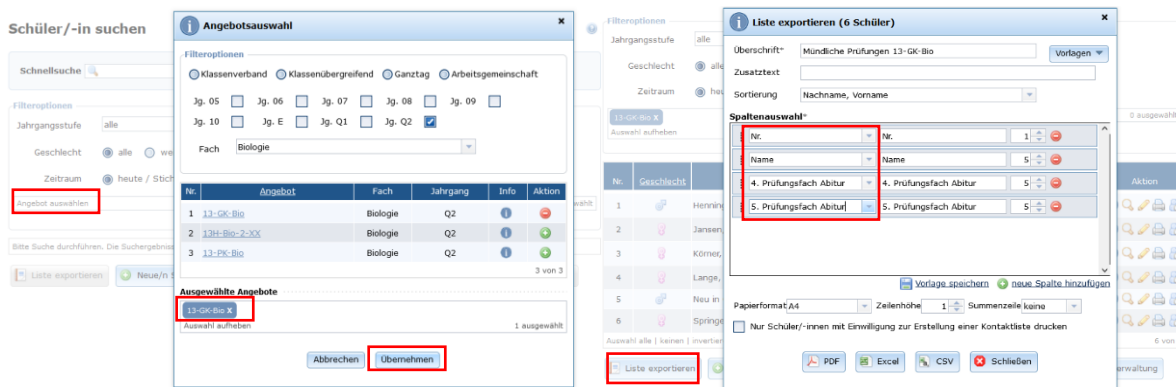 Schüler/-in suchen
Schnellsuche
Filteroptionen
Jahrgangsstufe alle
Geschlecht alle we
Zeitraum heute / Stich
Angebot auswählen
Bitte Suche durchführen. Die Suchergebniss
Liste exportieren Neue/n S
Angebotsauswahl x
Filteroptionen
Klassenverband Klassenübergreifend Ganztag Arbeitsgemeinschaft
Jg. 05 Jg. 06 Jg. 07 Jg. 08 Jg. 09
Jg. 10 Jg. E Jg. Q1 Jg. Q2
Fach Biologie
Nr. Angebot Fach Jahrgang Info Aktion
1 13-GK-Bio Biologie Q2
2 13H-Bio-2-XX Biologie Q2
3 13-PK-Bio Biologie Q2
3 von 3
Ausgewählte Angebote
13-GK-Bio X
Auswahl aufheben 1 ausgewählt
Abbrechen Übernehmen
Filteroptionen
Jahrgangsstufe alle
Geschlecht alle
Zeitraum heu
13-GK-Bio X
Auswahl aufheben 0 ausgewählt
Nr. Geschlecht Aktion
1 Henning
2 Jansen,
3 Körner,
4 Lange,
5 Neu in
6 Springe
Auswahl alle | keinen | invertier 6 von
Liste exportieren erwaltung
Liste exportieren (6 Schüler) x
Überschrift* Mündliche Prüfungen 13-GK-Bio Vorlagen
Zusatztext
Sortierung Nachname, Vorname
Spaltenauswahl*
Nr. Nr. 1
Name Name 5
4. Prüfungsfach Abitur 4. Prüfungsfach Abitur 5
5. Prüfungsfach Abitur 5. Prüfungsfach Abitur 5
Vorlage speichern neue Spalte hinzufügen
Papierformat A4 Zeilenhöhe 1 Summenzeile keine
Nur Schüler/-innen mit Einwilligung zur Erstellung einer Kontaktliste drucken
PDF Excel CSV Schließen